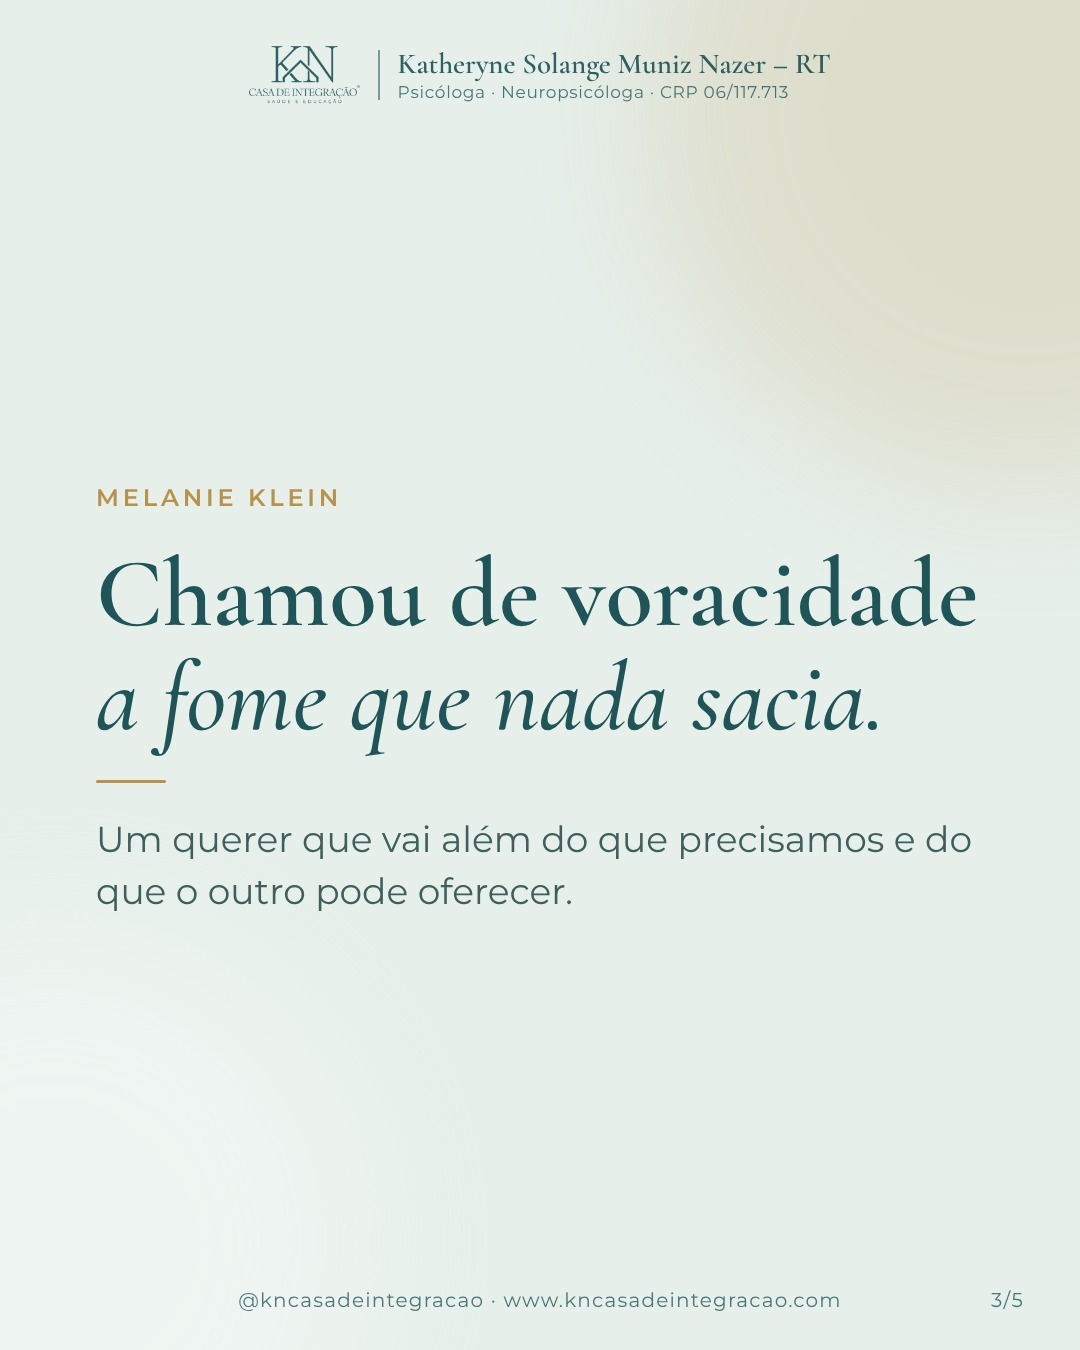 KN
CASA DE INTEGRAÇÃO®
SAÚDE E EDUCAÇÃO
Katheryne Solange Muniz Nazer – RT
Psicóloga · Neuropsicóloga · CRP 06/117.713
MELANIE KLEIN
Chamou de voracidade
a fome que nada sacia.
Um querer que vai além do que precisamos e do
que o outro pode oferecer.
@kncasadeintegracao · www.kncasadeintegracao.com
3/5